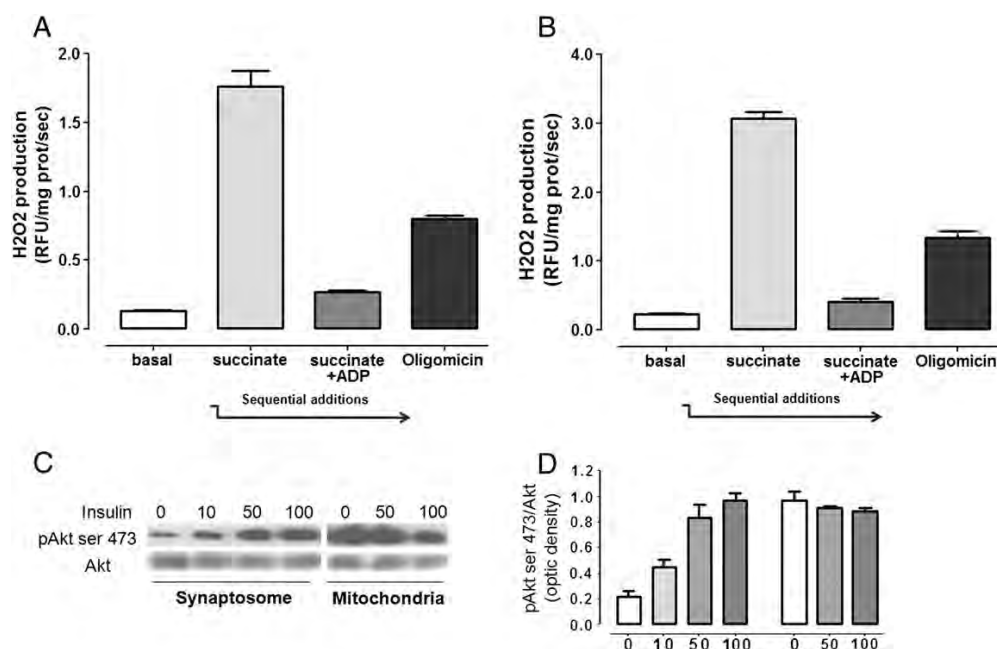 A
H2O2 production
(RFU/mg prot/sec)
2.0
1.5
1.0
0.5
0.0
basal
succinate
succinate
+ADP
Oligomicin
Sequential additions
B
H2O2 production
(RFU/mg prot/sec)
4.0
3.0
2.0
1.0
0.0
basal
succinate
succinate
+ADP
Oligomicin
Sequential additions
C
Insulin 0 10 50 100 0 50 100
pAkt ser 473
Akt
Synaptosome Mitochondria
D
pAkt ser 473/Akt
(optic density)
1.2
1.0
0.8
0.6
0.4
0.2
0.0
0 10 50 100 0 50 100